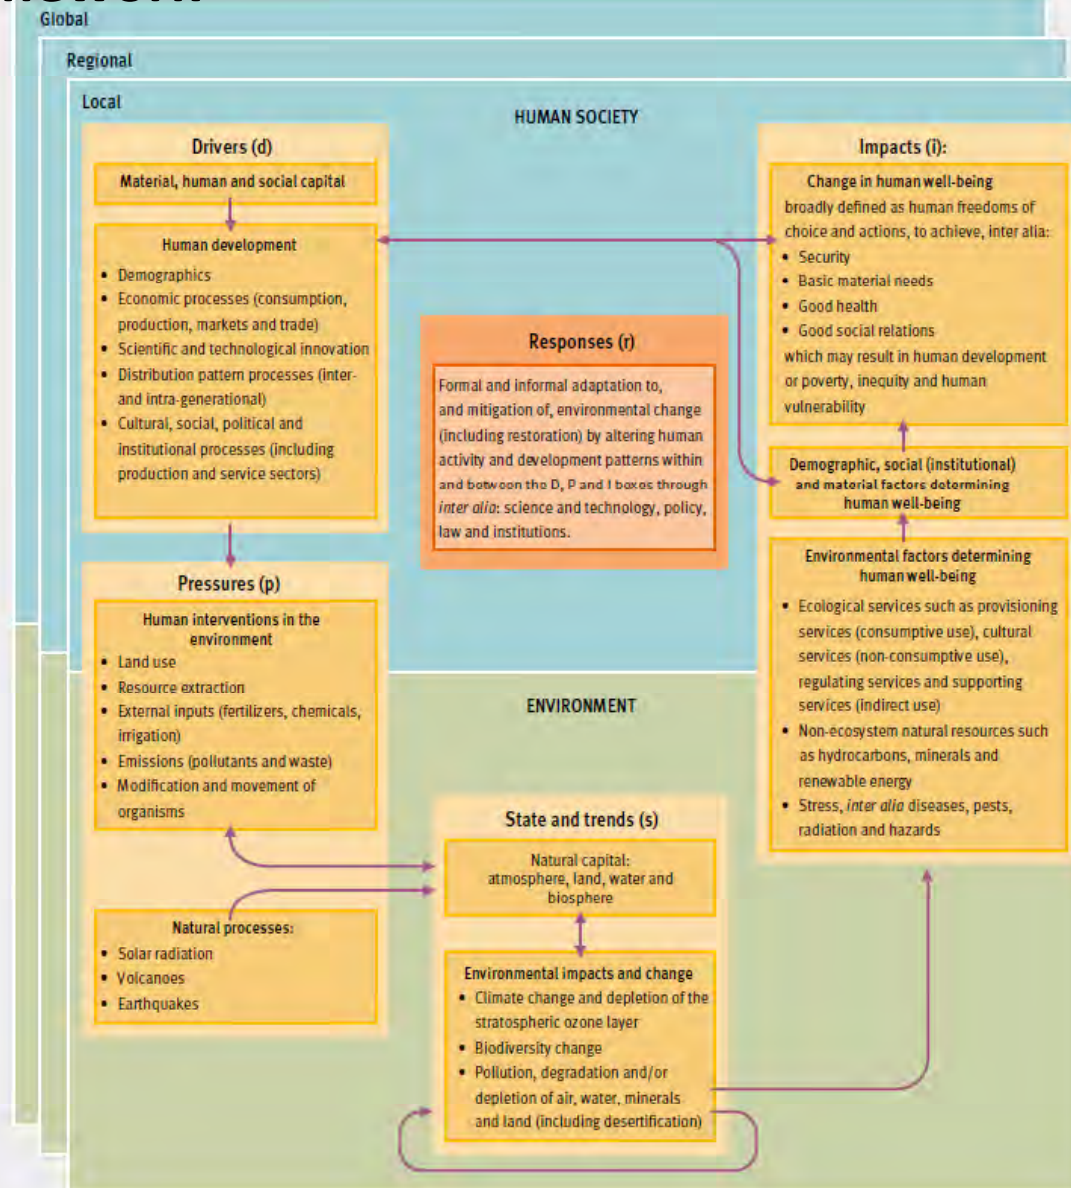 Global
Regional
Local
HUMAN SOCIETY
Drivers (d)
Material, human and social capital
Human development
• Demographics
• Economic processes (consumption,
production, markets and trade)
• Scientific and technological innovation
• Distribution pattern processes (inter-
and intra-generational)
• Cultural, social, political and
institutional processes (including
production and service sectors)
Pressures (p)
Human interventions in the
environment
• Land use
• Resource extraction
• External inputs (fertilizers, chemicals,
irrigation)
• Emissions (pollutants and waste)
• Modification and movement of
organisms
Natural processes:
• Solar radiation
• Volcanoes
• Earthquakes
Responses (r)
Formal and informal adaptation to,
and mitigation of, environmental change
(including restoration) by altering human
activity and development patterns within
and between the D, P and I boxes through
inter alia: science and technology, policy,
law and institutions.
ENVIRONMENT
State and trends (s)
Natural capital:
atmosphere, land, water and
biosphere
Environmental impacts and change
• Climate change and depletion of the
stratospheric ozone layer
• Biodiversity change
• Pollution, degradation and/or
depletion of air, water, minerals
and land (including desertification)
Impacts (i):
Change in human well-being
broadly defined as human freedoms of
choice and actions, to achieve, inter alia:
• Security
• Basic material needs
• Good health
• Good social relations
which may result in human development
or poverty, inequity and human
vulnerability
Demographic, social (institutional)
and material factors determining
human well-being
Environmental factors determining
human well-being
• Ecological services such as provisioning
services (consumptive use), cultural
services (non-consumptive use),
regulating services and supporting
services (indirect use)
• Non-ecosystem natural resources such
as hydrocarbons, minerals and
renewable energy
• Stress, inter alia diseases, pests,
radiation and hazards